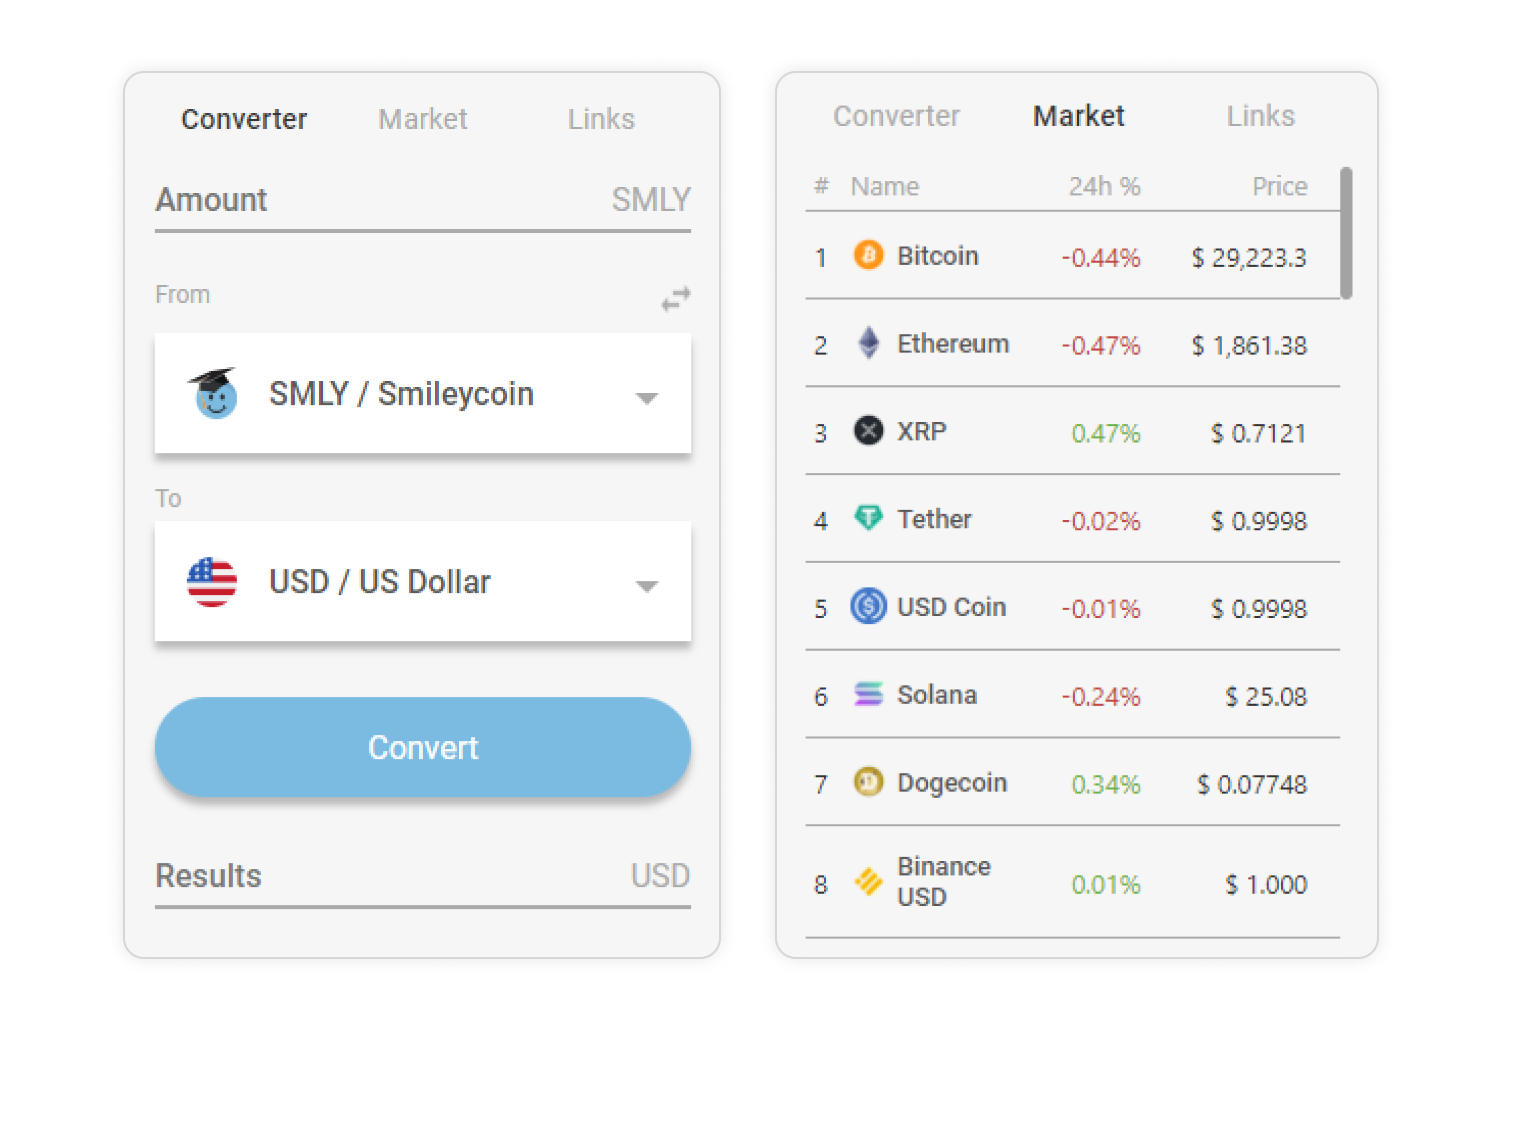 Converter Market Links
Amount SMLY
From
SMLY / Smileycoin
To
USD / US Dollar
Convert
Results USD
Converter Market Links
# Name 24h % Price
1 Bitcoin -0.44% $ 29,223.3
2 Ethereum -0.47% $ 1,861.38
3 XRP 0.47% $ 0.7121
4 Tether -0.02% $ 0.9998
5 USD Coin -0.01% $ 0.9998
6 Solana -0.24% $ 25.08
7 Dogecoin 0.34% $ 0.07748
8 Binance USD 0.01% $ 1.000